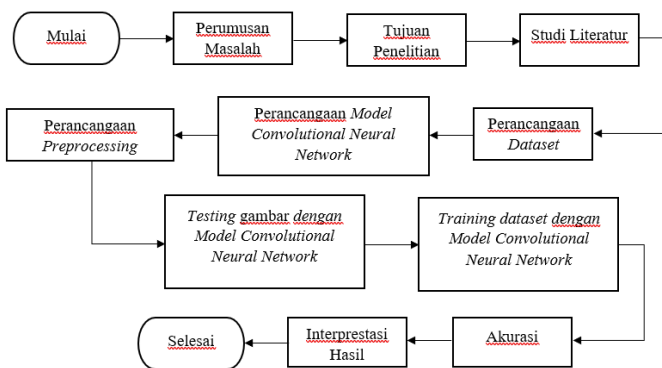 Mulai
Perumusan
Masalah
Tujuan
Penelitian
Studi Literatur
Perancangaan
Dataset
Perancangaan Model
Convolutional Neural
Network
Perancangaan
Preprocessing
Testing gambar dengan
Model Convolutional
Neural Network
Training dataset dengan
Model Convolutional
Neural Network
Akurasi
Interprestasi
Hasil
Selesai